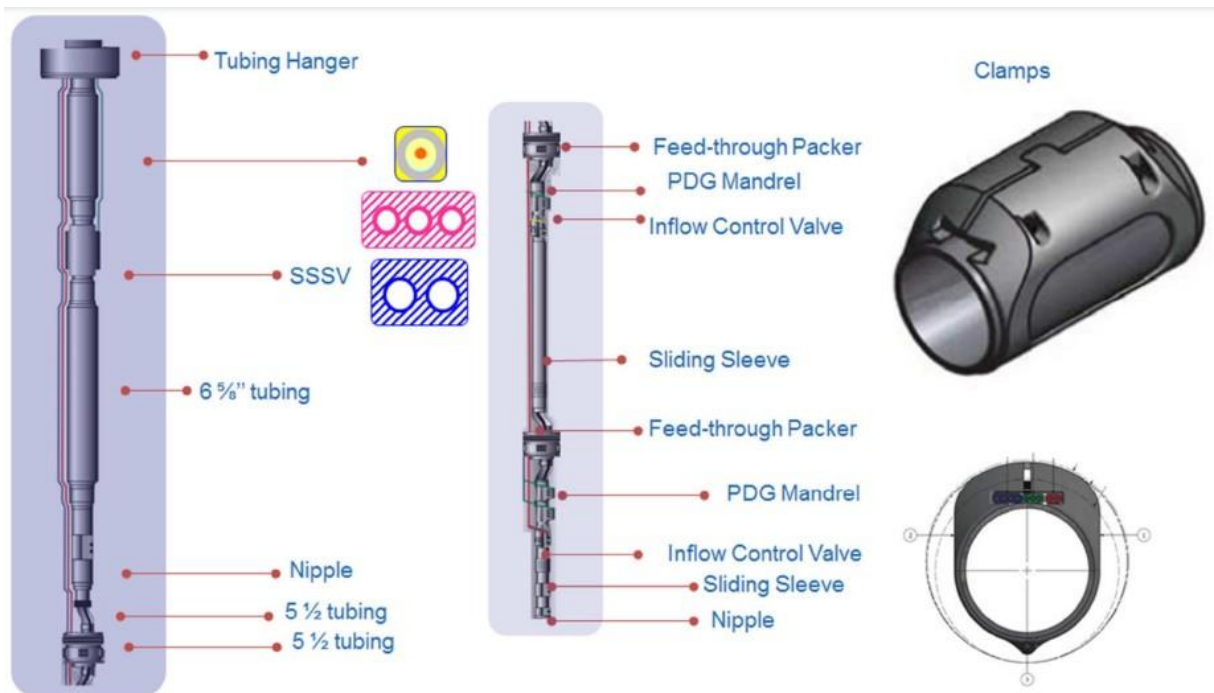 Tubing Hanger
SSSV
6 ⅝” tubing
Nipple
5 ½ tubing
5 ½ tubing
Feed-through Packer
PDG Mandrel
Inflow Control Valve
Sliding Sleeve
Feed-through Packer
PDG Mandrel
Inflow Control Valve
Sliding Sleeve
Nipple
Clamps